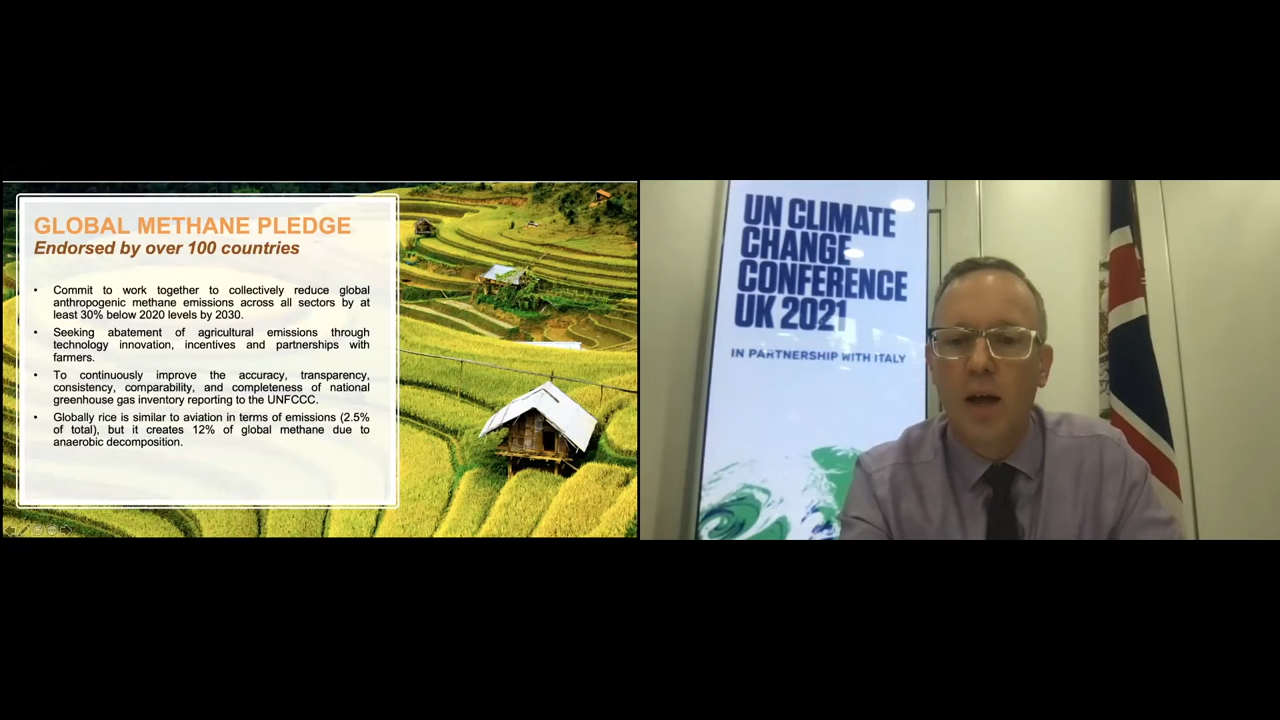 GLOBAL METHANE PLEDGE
Endorsed by over 100 countries
• Commit to work together to collectively reduce global
anthropogenic methane emissions across all sectors by at
least 30% below 2020 levels by 2030.
• Seeking abatement of agricultural emissions through
technology innovation, incentives and partnerships with
farmers.
• To continuously improve the accuracy, transparency,
consistency, comparability, and completeness of national
greenhouse gas inventory reporting to the UNFCCC.
• Globally rice is similar to aviation in terms of emissions (2.5%
of total), but it creates 12% of global methane due to
anaerobic decomposition.
UN CLIMATE
CHANGE
CONFERENCE
UK 2021
IN PARTNERSHIP WITH ITALY